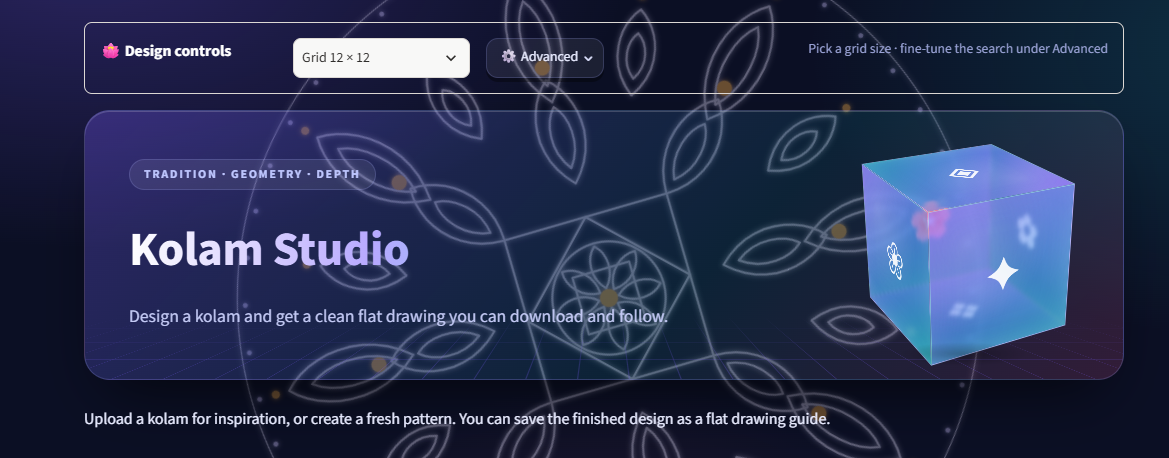 Design controls
Grid 12 × 12
Advanced
Pick a grid size · fine-tune the search under Advanced
TRADITION · GEOMETRY · DEPTH
Kolam Studio
Design a kolam and get a clean flat drawing you can download and follow.
Upload a kolam for inspiration, or create a fresh pattern. You can save the finished design as a flat drawing guide.